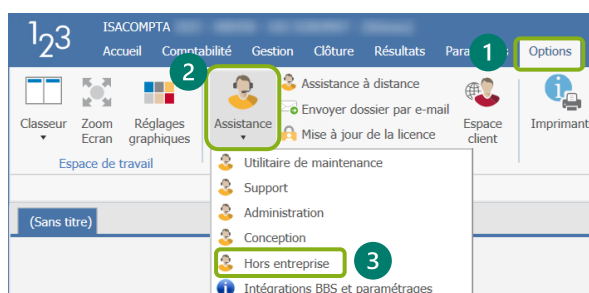 123 ISACOMPTA
Accueil Comptabilité Gestion Clôture Résultats Para 1 Options
2
Classeur Zoom Ecran Réglages graphiques Assistance
Assistance à distance
Envoyer dossier par e-mail
Mise à jour de la licence
Espace client
Imprimant
Espace de travail
Utilitaire de maintenance
Support
(Sans titre)
Administration
Conception
Hors entreprise 3
Intégrations BBS et paramétrages